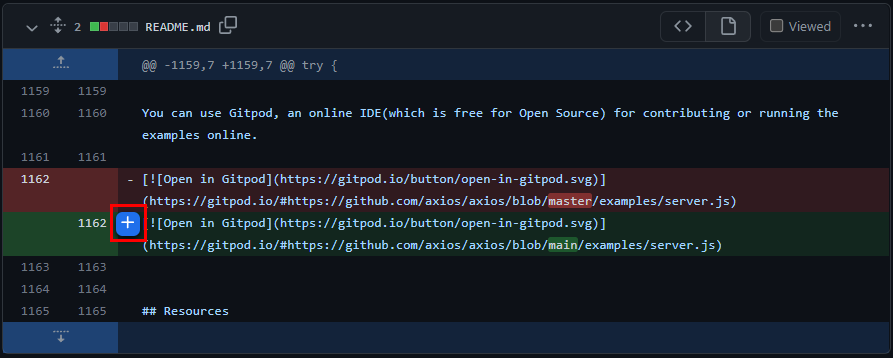 2 README.md Viewed
@@ -1159,7 +1159,7 @@ try {
1159 1159
1160 1160 You can use Gitpod, an online IDE(which is free for Open Source) for contributing or running the
examples online.
1161 1161
1162 - [![Open in Gitpod](https://gitpod.io/button/open-in-gitpod.svg)]
(https://gitpod.io/#https://github.com/axios/axios/blob/master/examples/server.js)
1162 [![Open in Gitpod](https://gitpod.io/button/open-in-gitpod.svg)]
(https://gitpod.io/#https://github.com/axios/axios/blob/main/examples/server.js)
1163 1163
1164 1164
1165 1165 ## Resources